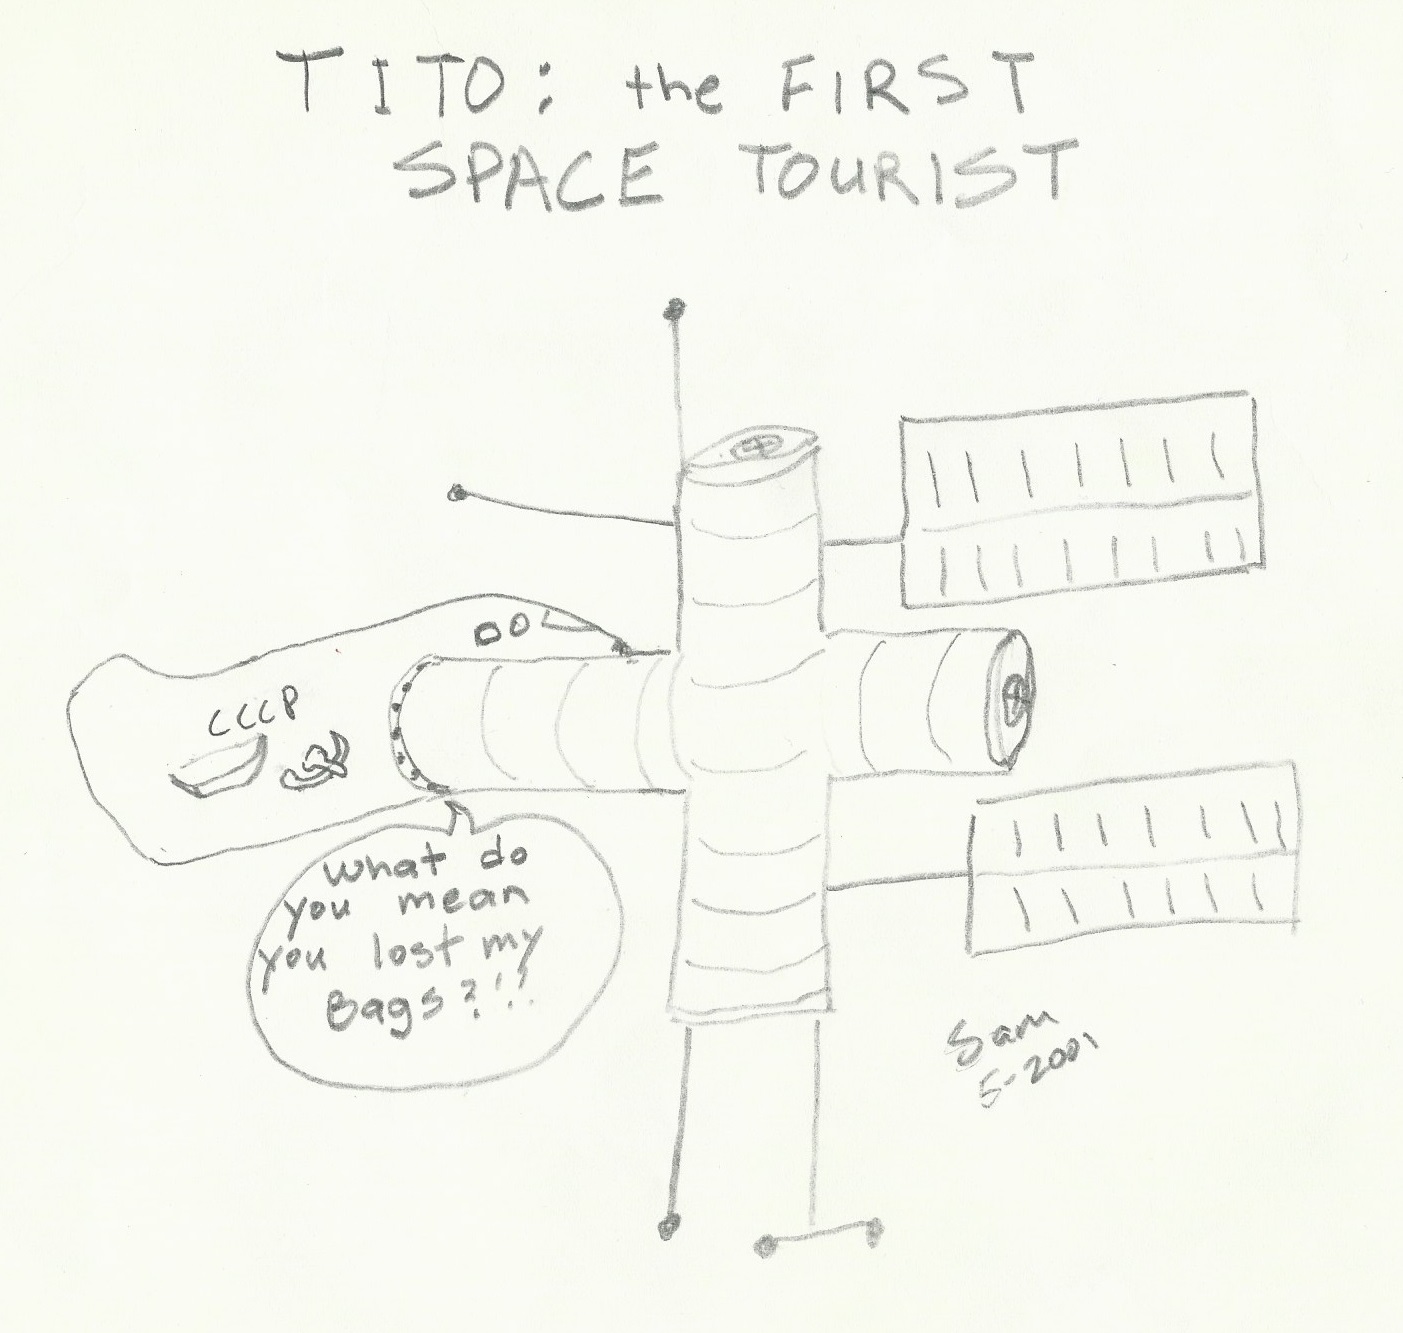 TITO: the FIRST
SPACE TOURIST
CCCP
What do
you mean
you lost my
Bags?!!
Sam
5-2001